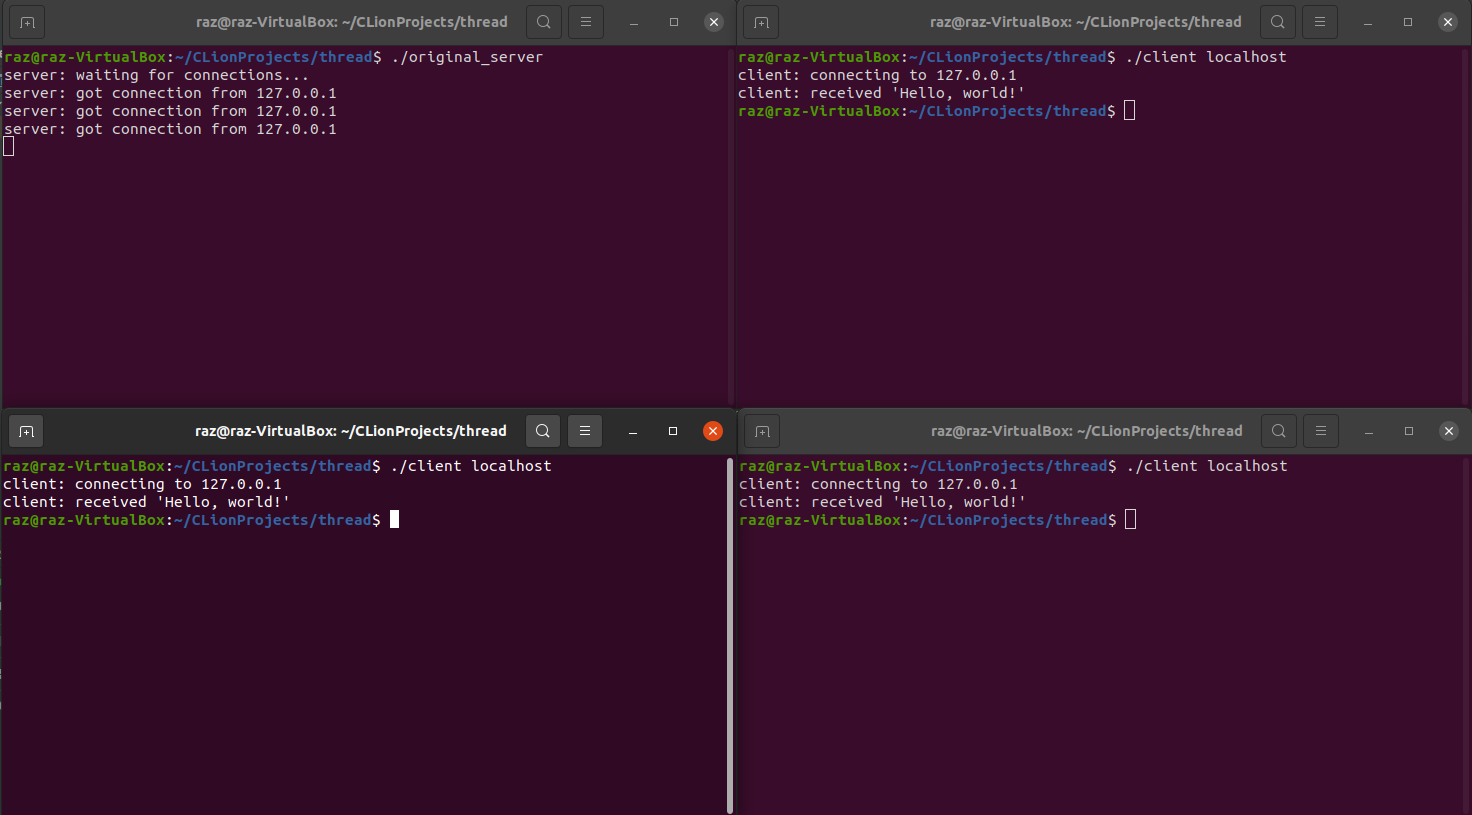 raz@raz-VirtualBox: ~/CLionProjects/thread
raz@raz-VirtualBox:~/CLionProjects/thread$ ./original_server
server: waiting for connections...
server: got connection from 127.0.0.1
server: got connection from 127.0.0.1
server: got connection from 127.0.0.1
raz@raz-VirtualBox: ~/CLionProjects/thread
raz@raz-VirtualBox:~/CLionProjects/thread$ ./client localhost
client: connecting to 127.0.0.1
client: received 'Hello, world!'
raz@raz-VirtualBox:~/CLionProjects/thread$
raz@raz-VirtualBox: ~/CLionProjects/thread
raz@raz-VirtualBox:~/CLionProjects/thread$ ./client localhost
client: connecting to 127.0.0.1
client: received 'Hello, world!'
raz@raz-VirtualBox:~/CLionProjects/thread$
raz@raz-VirtualBox: ~/CLionProjects/thread
raz@raz-VirtualBox:~/CLionProjects/thread$ ./client localhost
client: connecting to 127.0.0.1
client: received 'Hello, world!'
raz@raz-VirtualBox:~/CLionProjects/thread$